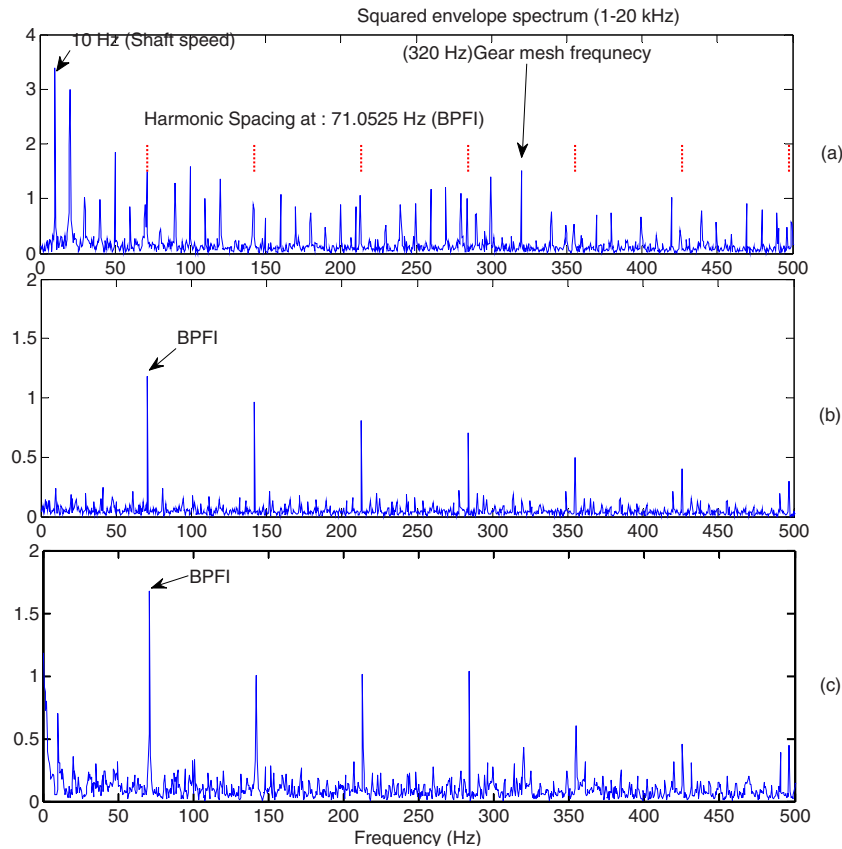 Squared envelope spectrum (1-20 kHz)
4
10 Hz (Shaft speed)
(320 Hz)Gear mesh frequnecy
3
Harmonic Spacing at : 71.0525 Hz (BPFI)
2
(a)
1
0
0 50 100 150 200 250 300 350 400 450 500
2
1.5
BPFI
1
(b)
0.5
0
0 50 100 150 200 250 300 350 400 450 500
2
BPFI
1.5
1
(c)
0.5
0
0 50 100 150 200 250 300 350 400 450 500
Frequency (Hz)